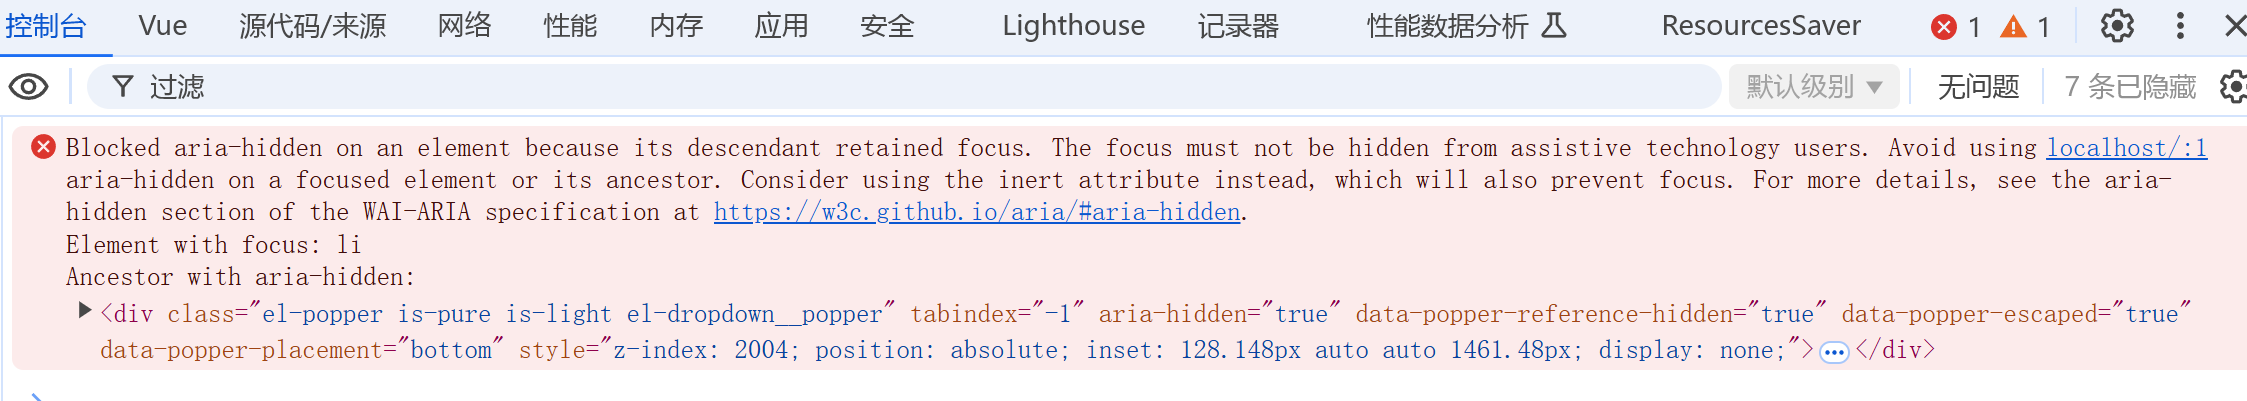 控制台 Vue 源代码/来源 网络 性能 内存 应用 安全 Lighthouse 记录器 性能数据分析 ResourcesSaver 1 1
过滤 默认级别 无问题 7 条已隐藏
Blocked aria-hidden on an element because its descendant retained focus. The focus must not be hidden from assistive technology users. Avoid using localhost/:1
aria-hidden on a focused element or its ancestor. Consider using the inert attribute instead, which will also prevent focus. For more details, see the aria-
hidden section of the WAI-ARIA specification at https://w3c.github.io/aria/#aria-hidden.
Element with focus: li
Ancestor with aria-hidden:
<div class="el-popper is-pure is-light el-dropdown__popper" tabindex="-1" aria-hidden="true" data-popper-reference-hidden="true" data-popper-escaped="true"
data-popper-placement="bottom" style="z-index: 2004; position: absolute; inset: 128.148px auto auto 1461.48px; display: none;">…</div>